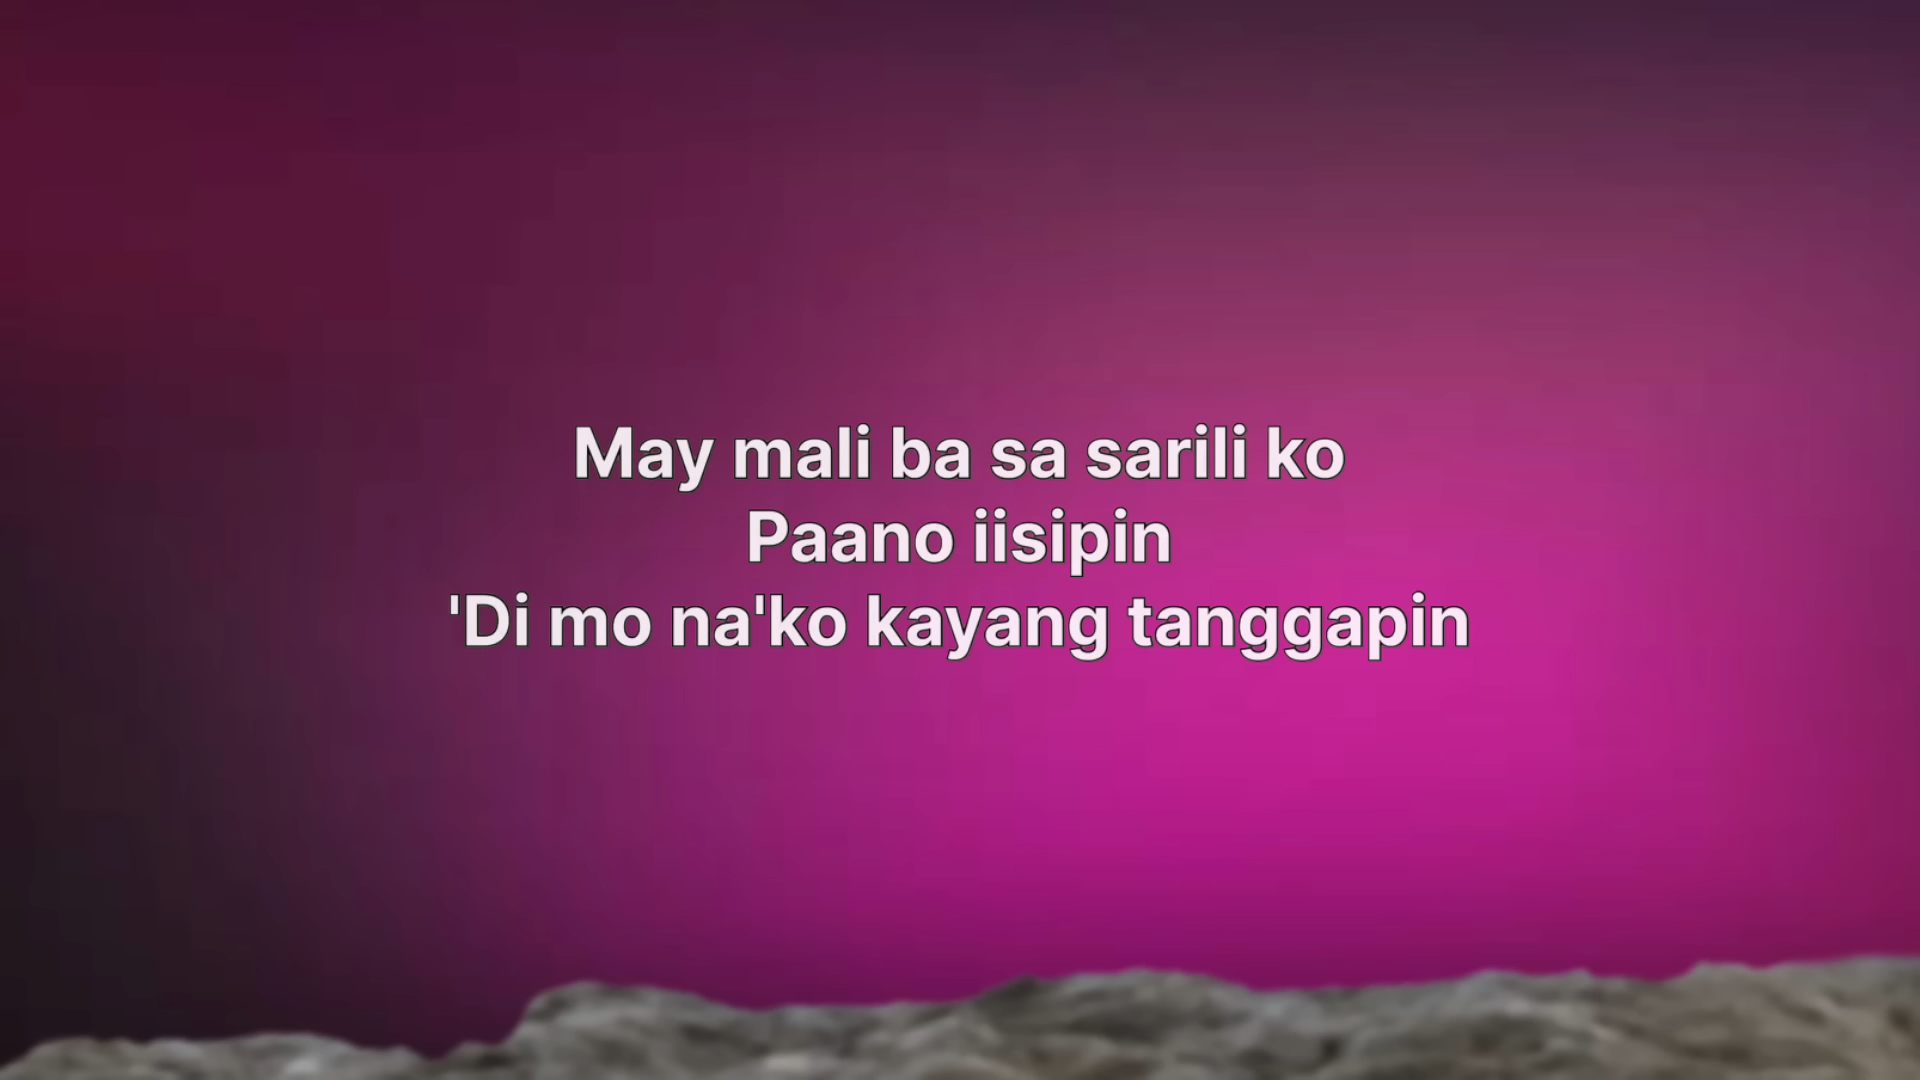 May mali ba sa sarili ko
Paano iisipin
'Di mo na'ko kayang tanggapin